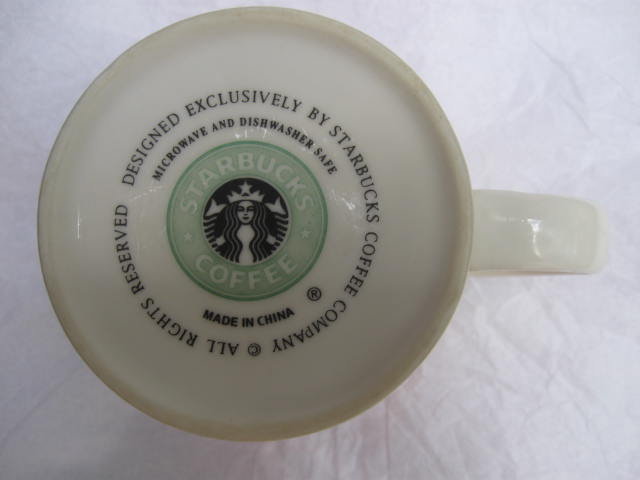 DESIGNED EXCLUSIVELY BY STARBUCKS COFFEE COMPANY © ALL RIGHTS RESERVED
MICROWAVE AND DISHWASHER SAFE
STARBUCKS
COFFEE
®
MADE IN CHINA